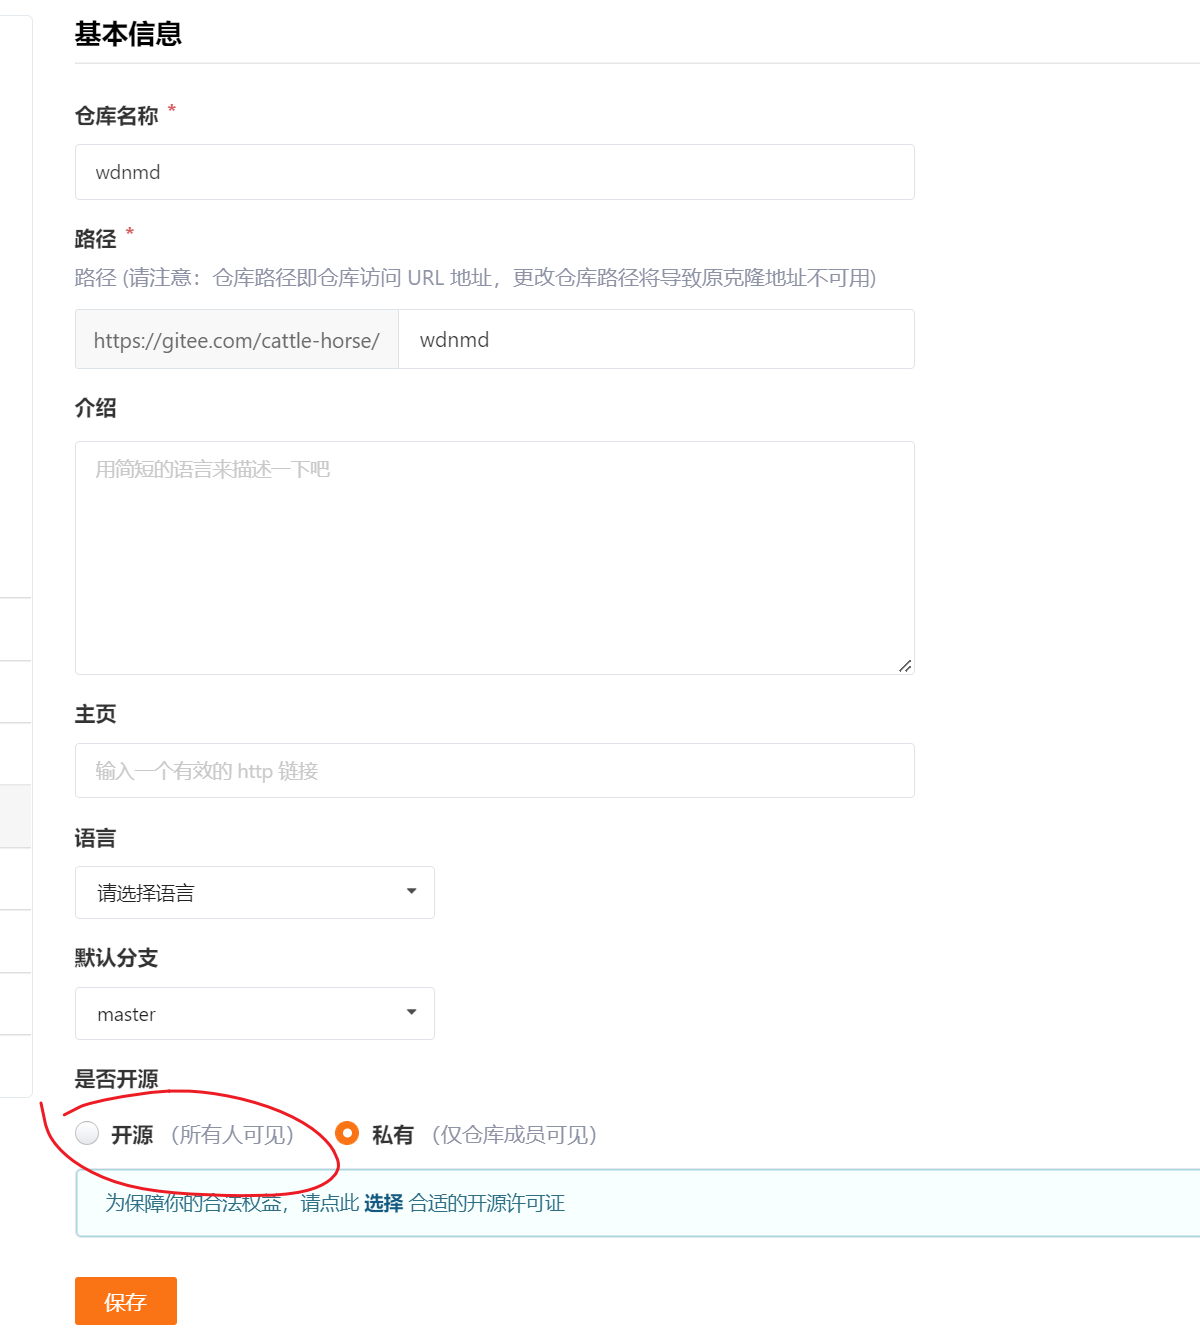 基本信息
仓库名称 *
wdnmd
路径 *
路径 (请注意：仓库路径即仓库访问 URL 地址，更改仓库路径将导致原克隆地址不可用)
https://gitee.com/cattle-horse/ wdnmd
介绍
用简短的语言来描述一下吧
主页
输入一个有效的 http 链接
语言
请选择语言
默认分支
master
是否开源
开源 （所有人可见） 私有 （仅仓库成员可见）
为保障你的合法权益，请点此 选择 合适的开源许可证
保存